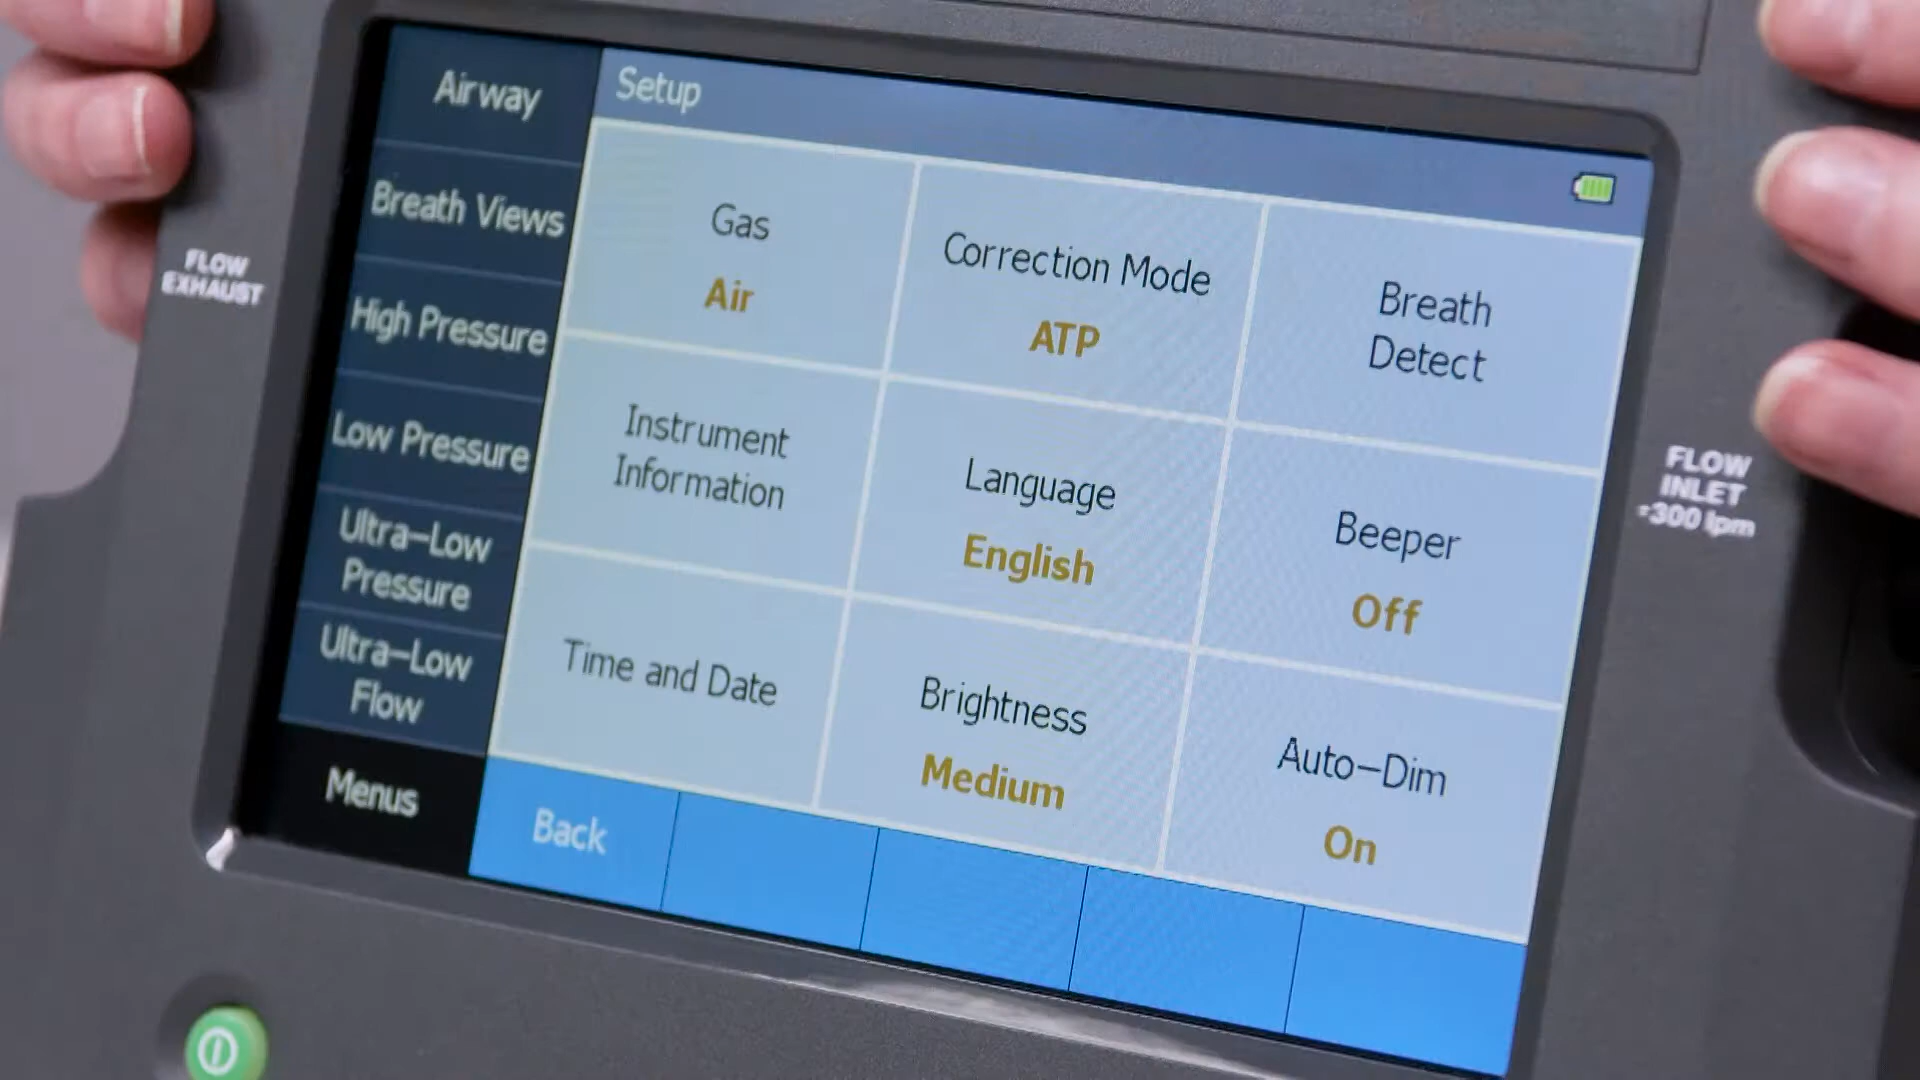 Airway
Breath Views
High Pressure
Low Pressure
Ultra-Low
Pressure
Ultra-Low
Flow
Menus
Setup
Gas
Air
Correction Mode
ATP
Breath
Detect
Instrument
Information
Language
English
Beeper
Off
Time and Date
Brightness
Medium
Auto-Dim
On
Back
FLOW
EXHAUST
FLOW
INLET
±300 lpm